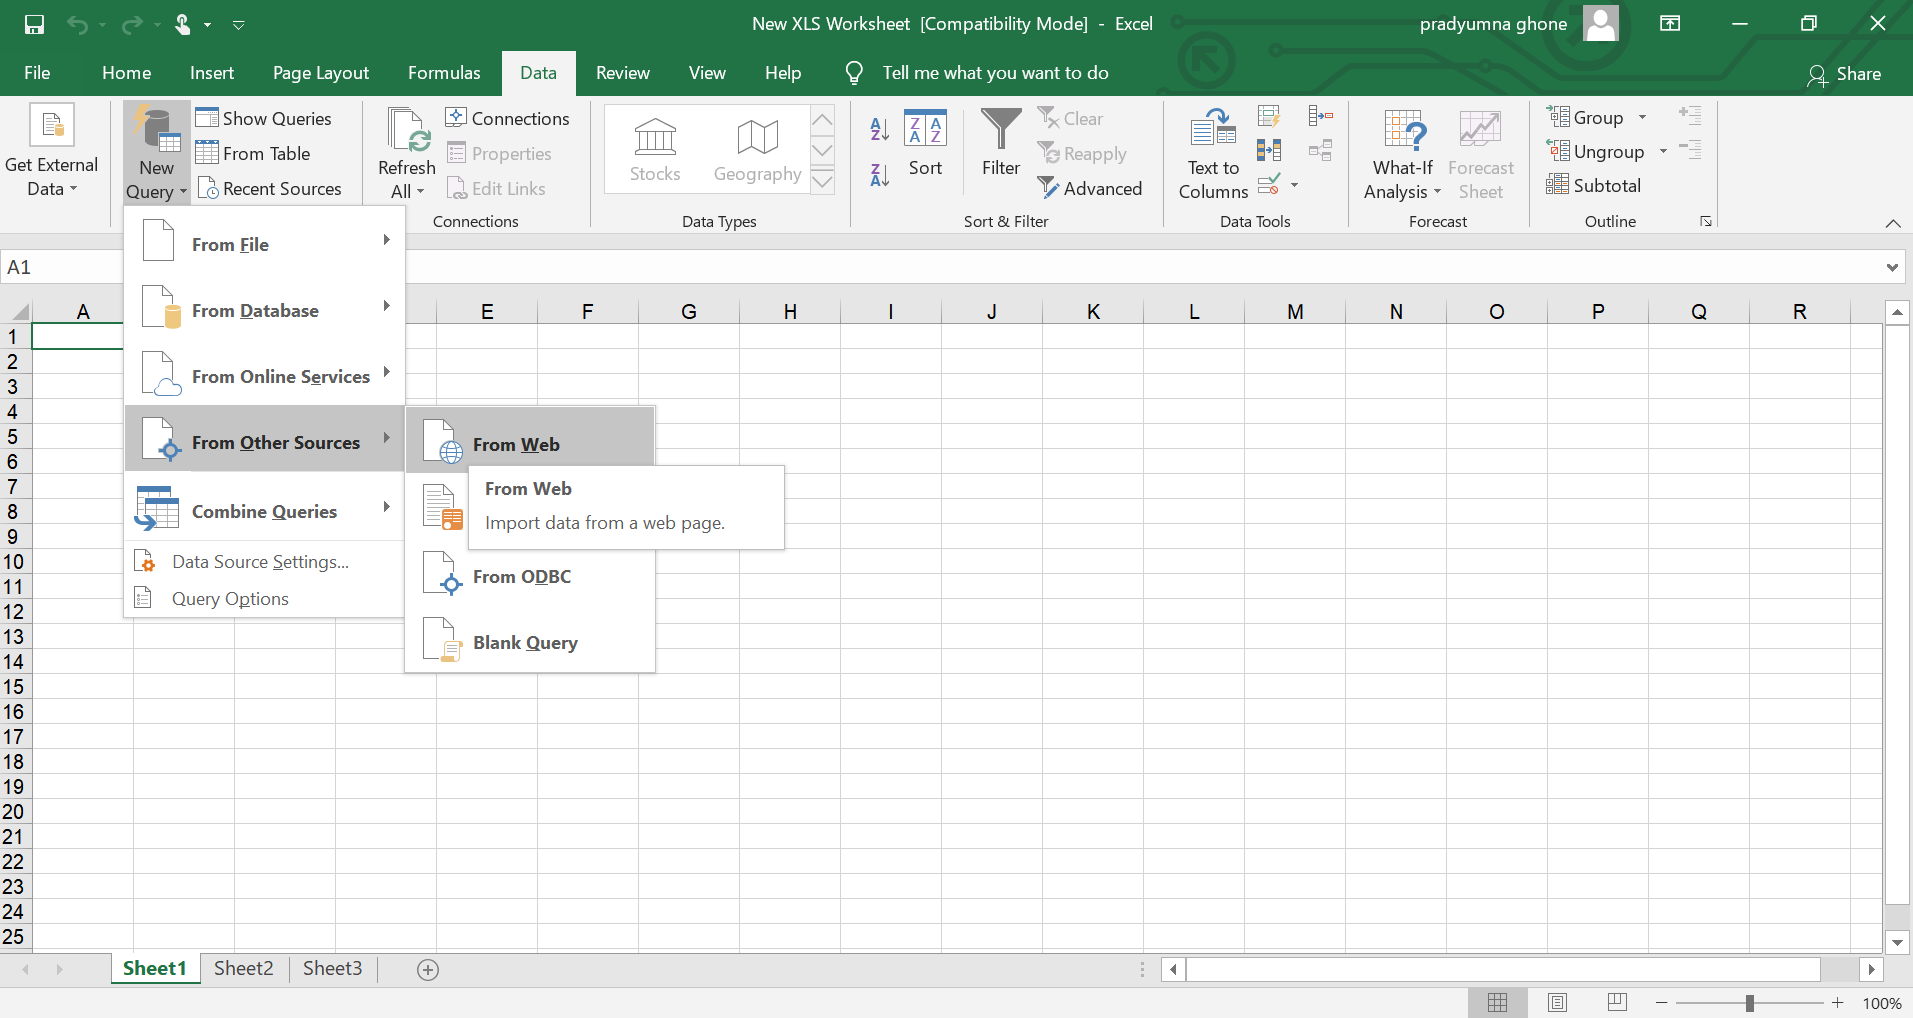 New XLS Worksheet  [Compatibility Mode]  -  Excel
pradyumna ghone
File
Home
Insert
Page Layout
Formulas
Data
Review
View
Help
Tell me what you want to do
Share
Get External
Data
New
Query
Show Queries
From Table
Recent Sources
Refresh
All
Connections
Properties
Edit Links
Connections
Stocks
Geography
Data Types
Sort
Filter
Clear
Reapply
Advanced
Sort & Filter
Text to
Columns
Data Tools
What-If
Analysis
Forecast
Sheet
Forecast
Group
Ungroup
Subtotal
Outline
From File
From Database
From Online Services
From Other Sources
Combine Queries
Data Source Settings...
Query Options
From Web
From Web
Import data from a web page.
From ODBC
Blank Query
A1
A
E
F
G
H
I
J
K
L
M
N
O
P
Q
R
1
2
3
4
5
6
7
8
9
10
11
12
13
14
15
16
17
18
19
20
21
22
23
24
25
Sheet1
Sheet2
Sheet3
100%